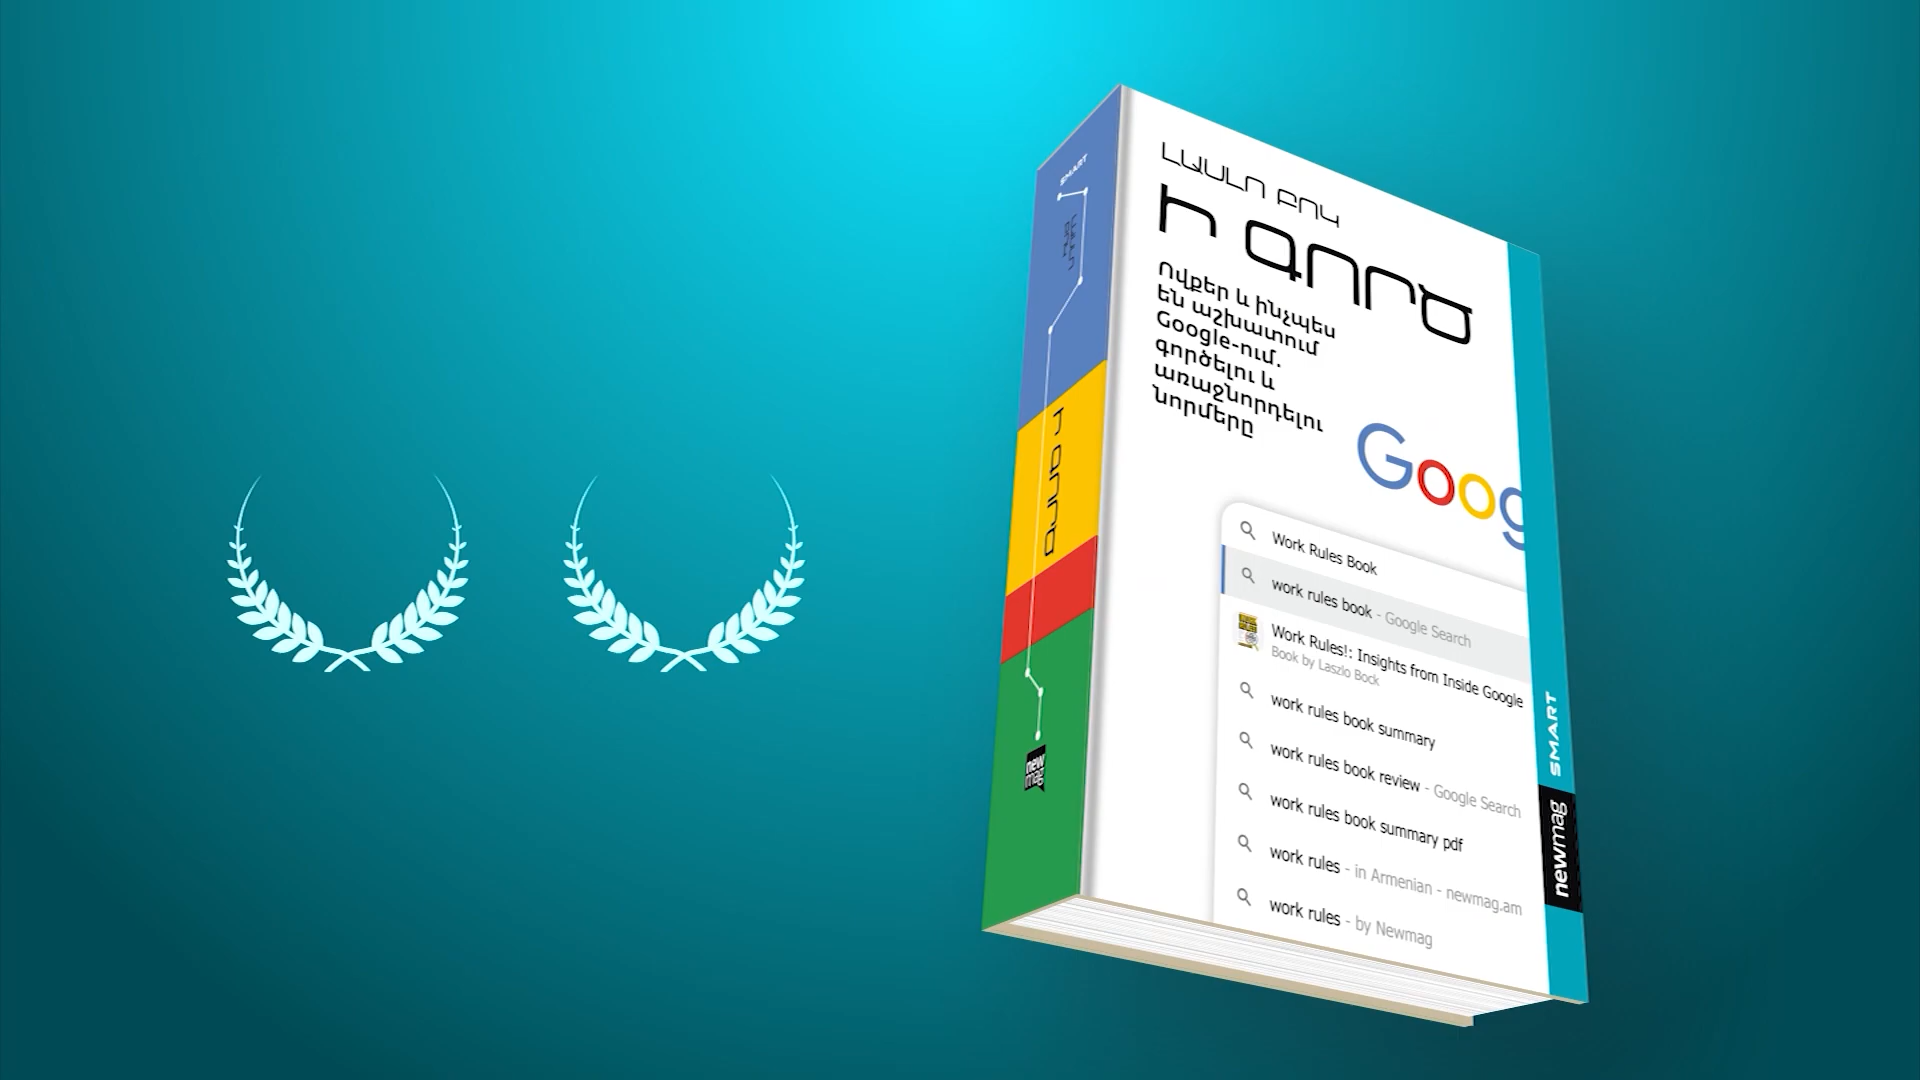 SMART
ԼԱՍԼՈ ԲՈԿ
Ի ԳՈՐԾ
new
mag
ԼԱՍԼՈ ԲՈԿ
Ի ԳՈՐԾ
Ովքեր և ինչպես
են աշխատում
Google-ում.
գործելու և
առաջնորդելու
նորմերը
Goog
Work Rules Book
work rules book - Google Search
Work Rules!: Insights from Inside Google
Book by Laszlo Bock
work rules book summary
work rules book review - Google Search
work rules book summary pdf
work rules - in Armenian - newmag.am
work rules - by Newmag
SMART
newmag